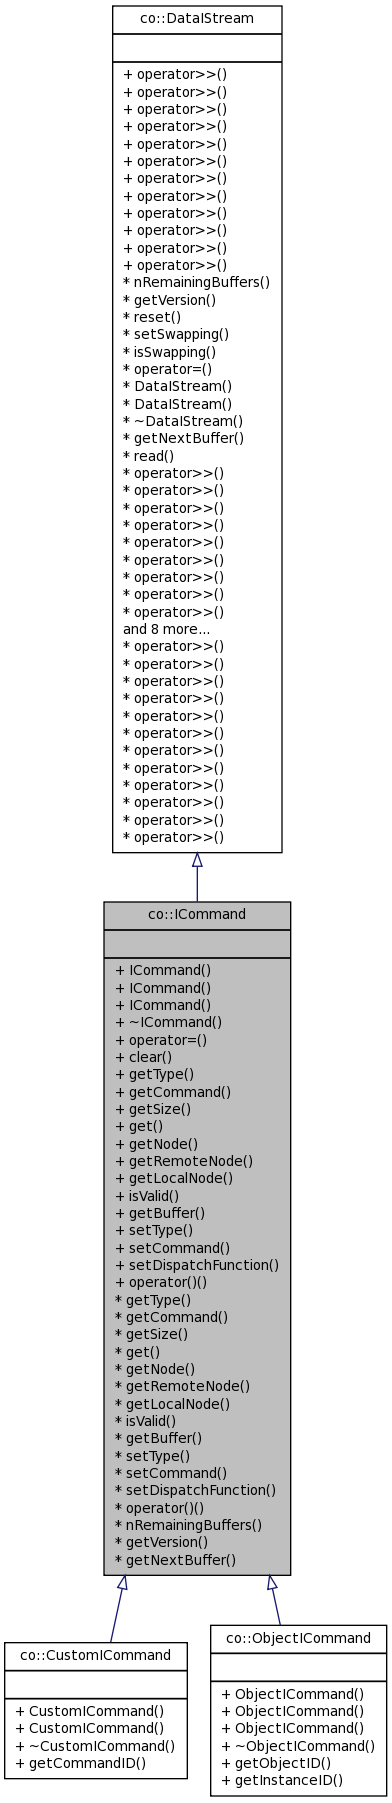 co::DataIStream
+ operator>>()
+ operator>>()
+ operator>>()
+ operator>>()
+ operator>>()
+ operator>>()
+ operator>>()
+ operator>>()
+ operator>>()
+ operator>>()
+ operator>>()
+ operator>>()
* nRemainingBuffers()
* getVersion()
* reset()
* setSwapping()
* isSwapping()
* operator=()
* DataIStream()
* DataIStream()
* ~DataIStream()
* getNextBuffer()
* read()
* operator>>()
* operator>>()
* operator>>()
* operator>>()
* operator>>()
* operator>>()
* operator>>()
* operator>>()
* operator>>()
and 8 more...
* operator>>()
* operator>>()
* operator>>()
* operator>>()
* operator>>()
* operator>>()
* operator>>()
* operator>>()
* operator>>()
* operator>>()
* operator>>()
* operator>>()
co::ICommand
+ ICommand()
+ ICommand()
+ ICommand()
+ ~ICommand()
+ operator=()
+ clear()
+ getType()
+ getCommand()
+ getSize()
+ get()
+ getNode()
+ getRemoteNode()
+ getLocalNode()
+ isValid()
+ getBuffer()
+ setType()
+ setCommand()
+ setDispatchFunction()
+ operator()()
* getType()
* getCommand()
* getSize()
* get()
* getNode()
* getRemoteNode()
* getLocalNode()
* isValid()
* getBuffer()
* setType()
* setCommand()
* setDispatchFunction()
* operator()()
* nRemainingBuffers()
* getVersion()
* getNextBuffer()
co::CustomICommand
+ CustomICommand()
+ CustomICommand()
+ ~CustomICommand()
+ getCommandID()
co::ObjectICommand
+ ObjectICommand()
+ ObjectICommand()
+ ObjectICommand()
+ ~ObjectICommand()
+ getObjectID()
+ getInstanceID()